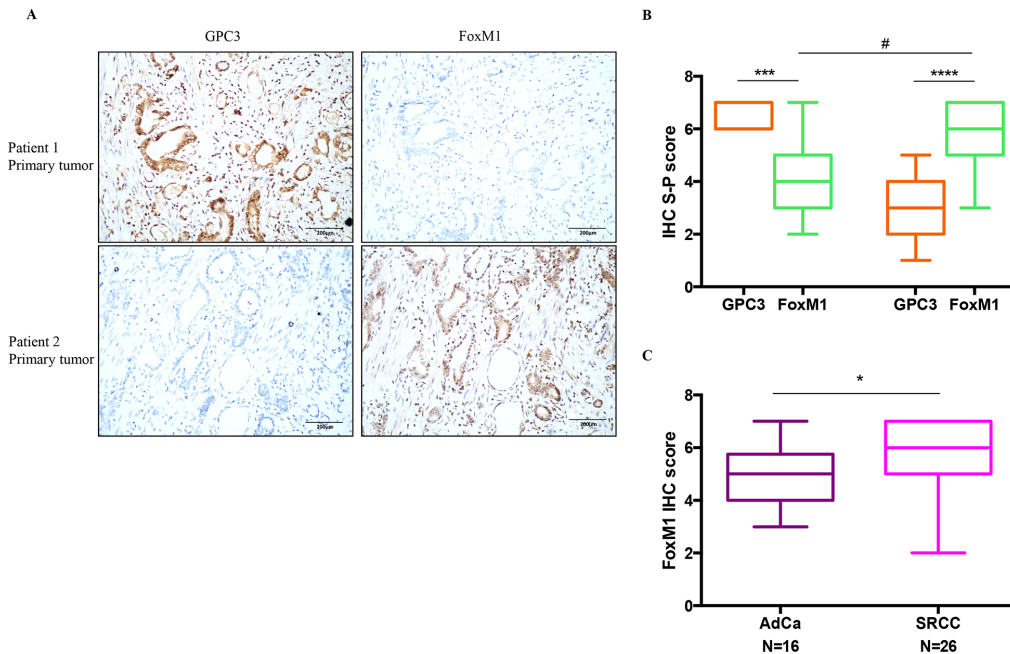 A
GPC3 FoxM1
Patient 1
Primary tumor
200μm 200μm
Patient 2
Primary tumor
200μm 200μm
B
#
*** ****
IHC S-P score
8
6
4
2
0
GPC3 FoxM1 GPC3 FoxM1
C
*
FoxM1 IHC score
8
6
4
2
0
AdCa SRCC
N=16 N=26